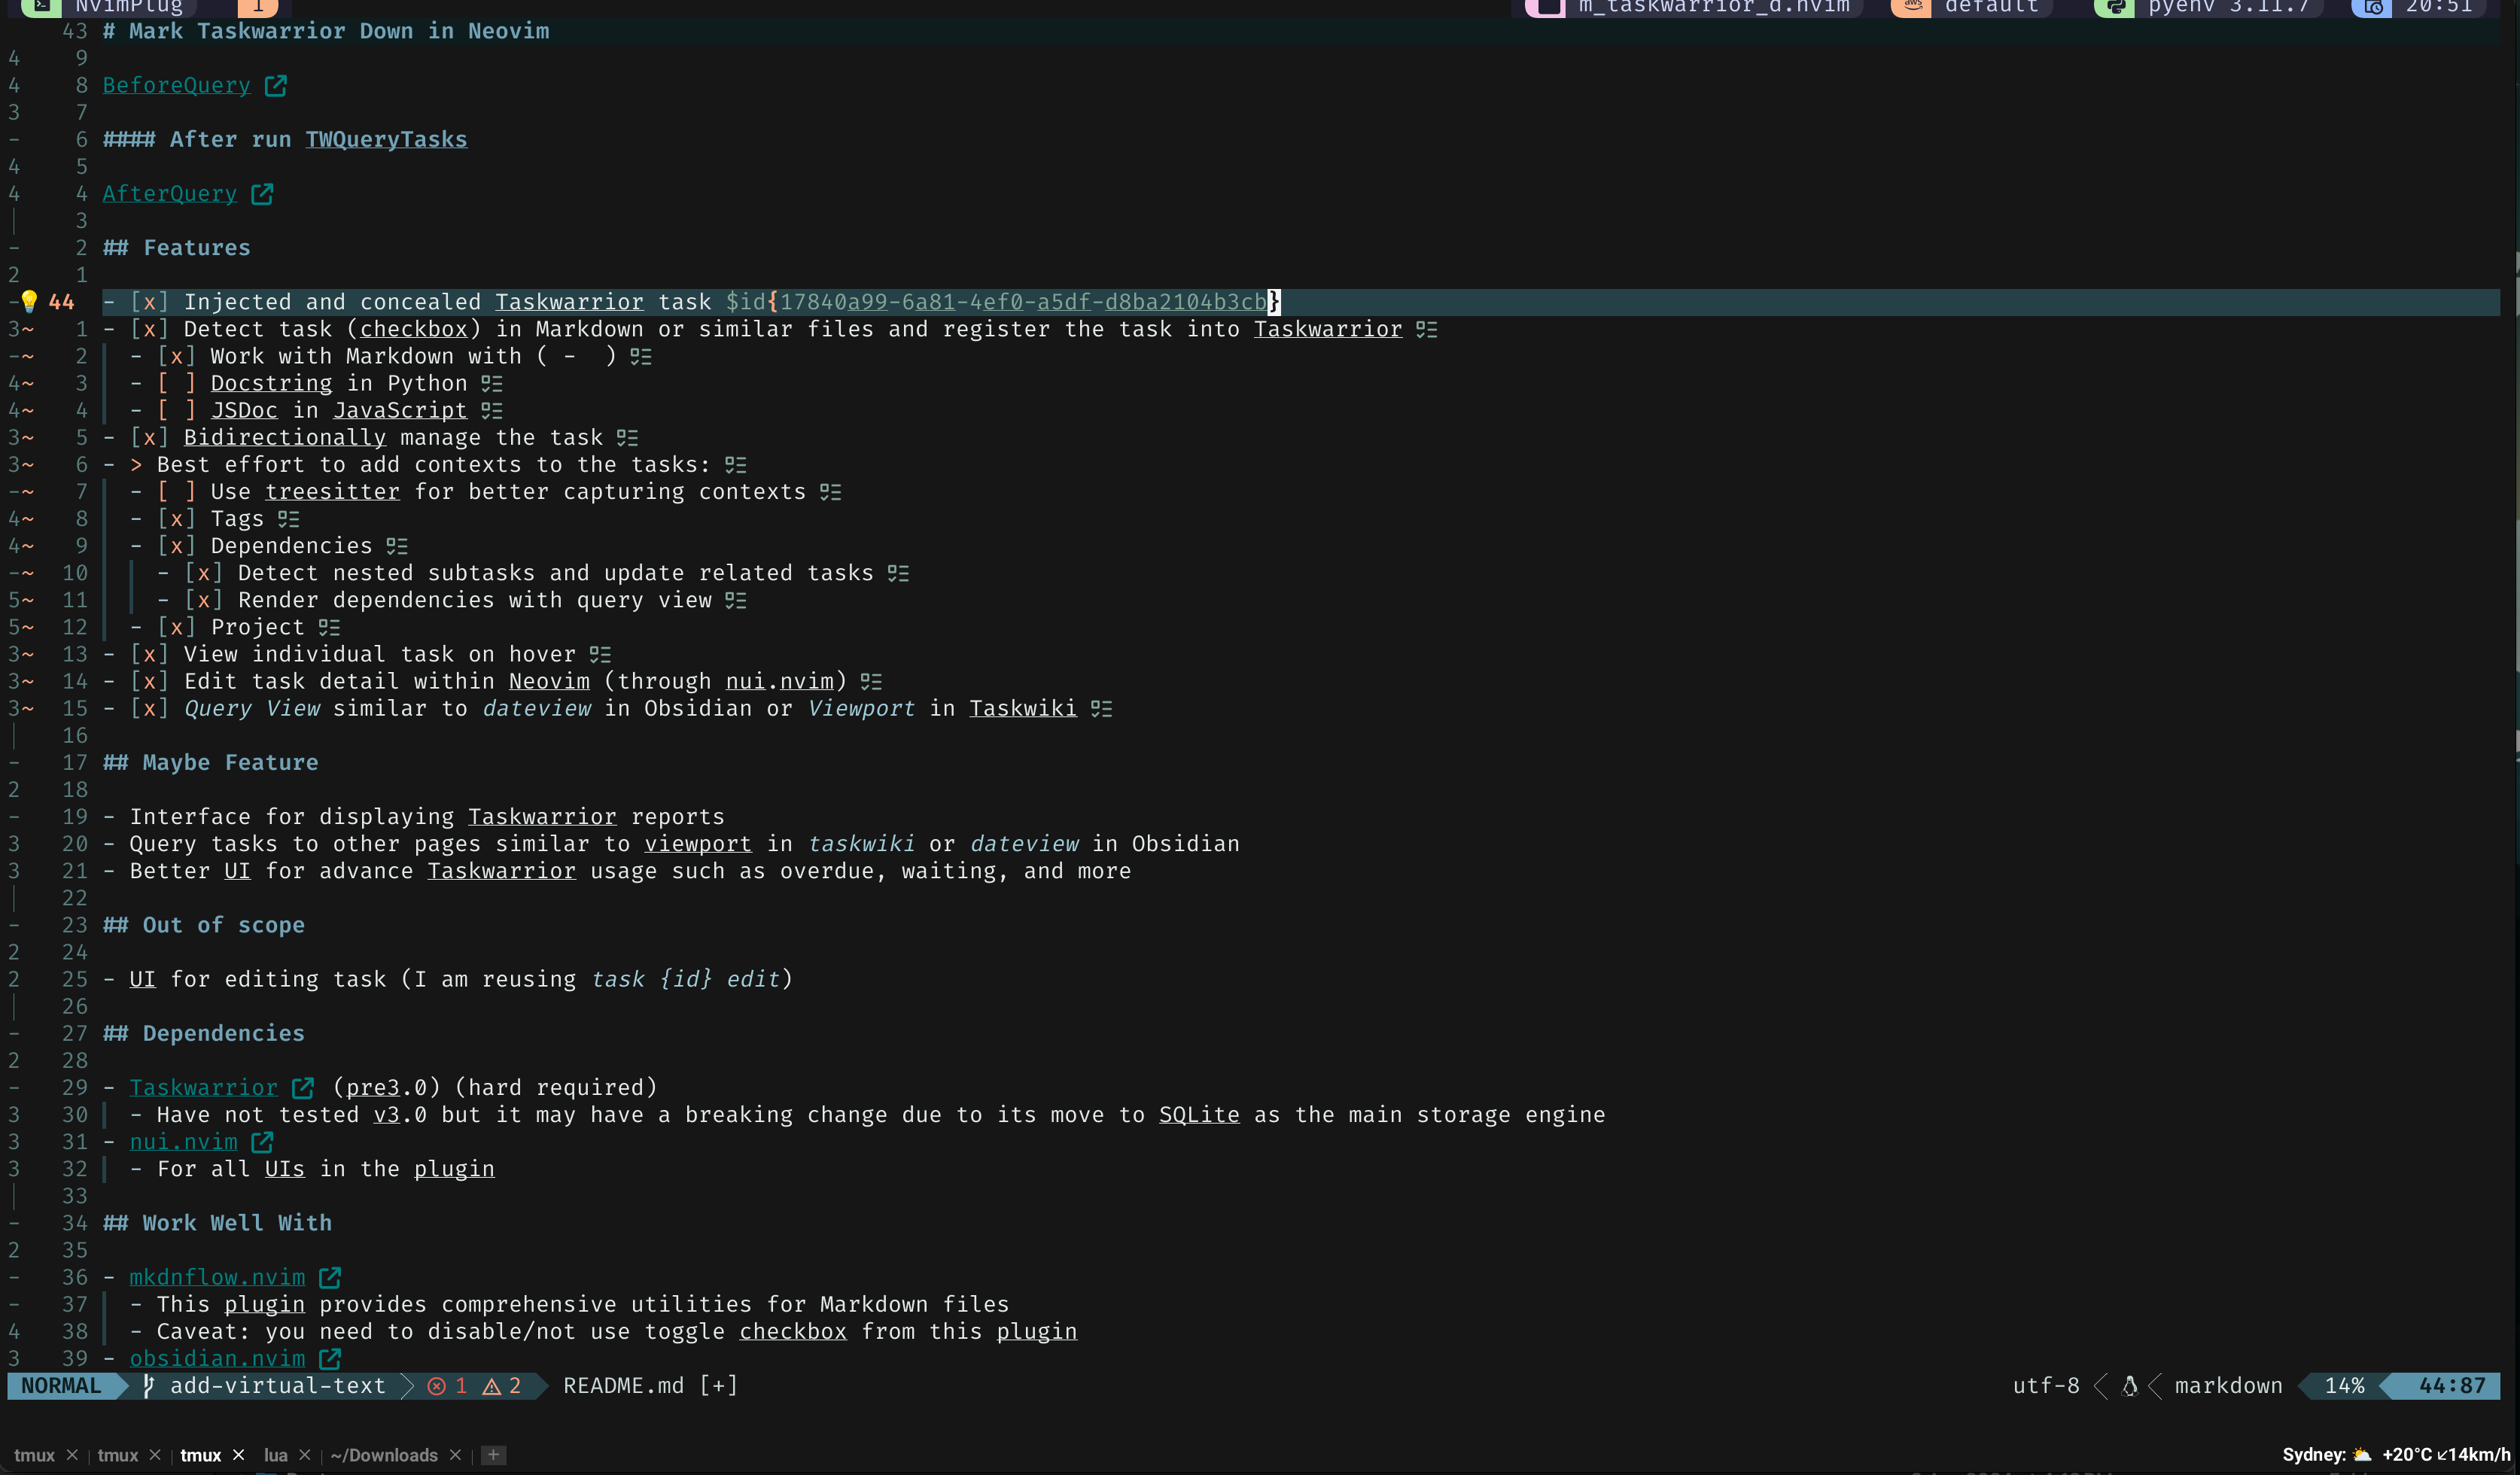 NvimPlug 1 m_taskwarrior_d.nvim default pyenv 3.11.7 20:51
43 # Mark Taskwarrior Down in Neovim
4 9
4 8 BeforeQuery
3 7
- 6 #### After run TWQueryTasks
4 5
4 4 AfterQuery
3
- 2 ## Features
2 1
- 44 - [x] Injected and concealed Taskwarrior task $id{17840a99-6a81-4ef0-a5df-d8ba2104b3cb}
3~ 1 - [x] Detect task (checkbox) in Markdown or similar files and register the task into Taskwarrior
-~ 2 - [x] Work with Markdown with ( - )
4~ 3 - [ ] Docstring in Python
4~ 4 - [ ] JSDoc in JavaScript
3~ 5 - [x] Bidirectionally manage the task
3~ 6 - > Best effort to add contexts to the tasks:
-~ 7 - [ ] Use treesitter for better capturing contexts
4~ 8 - [x] Tags
4~ 9 - [x] Dependencies
-~ 10 - [x] Detect nested subtasks and update related tasks
5~ 11 - [x] Render dependencies with query view
5~ 12 - [x] Project
3~ 13 - [x] View individual task on hover
3~ 14 - [x] Edit task detail within Neovim (through nui.nvim)
3~ 15 - [x] Query View similar to dateview in Obsidian or Viewport in Taskwiki
16
- 17 ## Maybe Feature
2 18
- 19 - Interface for displaying Taskwarrior reports
3 20 - Query tasks to other pages similar to viewport in taskwiki or dateview in Obsidian
3 21 - Better UI for advance Taskwarrior usage such as overdue, waiting, and more
22
- 23 ## Out of scope
2 24
2 25 - UI for editing task (I am reusing task {id} edit)
26
- 27 ## Dependencies
2 28
- 29 - Taskwarrior (pre3.0) (hard required)
3 30 - Have not tested v3.0 but it may have a breaking change due to its move to SQLite as the main storage engine
3 31 - nui.nvim
3 32 - For all UIs in the plugin
33
- 34 ## Work Well With
2 35
- 36 - mkdnflow.nvim
- 37 - This plugin provides comprehensive utilities for Markdown files
4 38 - Caveat: you need to disable/not use toggle checkbox from this plugin
3 39 - obsidian.nvim
NORMAL add-virtual-text 1 2 README.md [+] utf-8 markdown 14% 44:87
tmux × tmux × tmux × lua × ~/Downloads × + Sydney: +20°C ↙14km/h